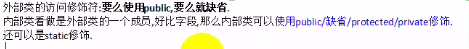 外部类的访问修饰符:要么使用public,要么就缺省.
内部类看做是外部类的一个成员,好比字段,那么内部类可以使用public/缺省/protected/private修饰.
还可以是static修饰.